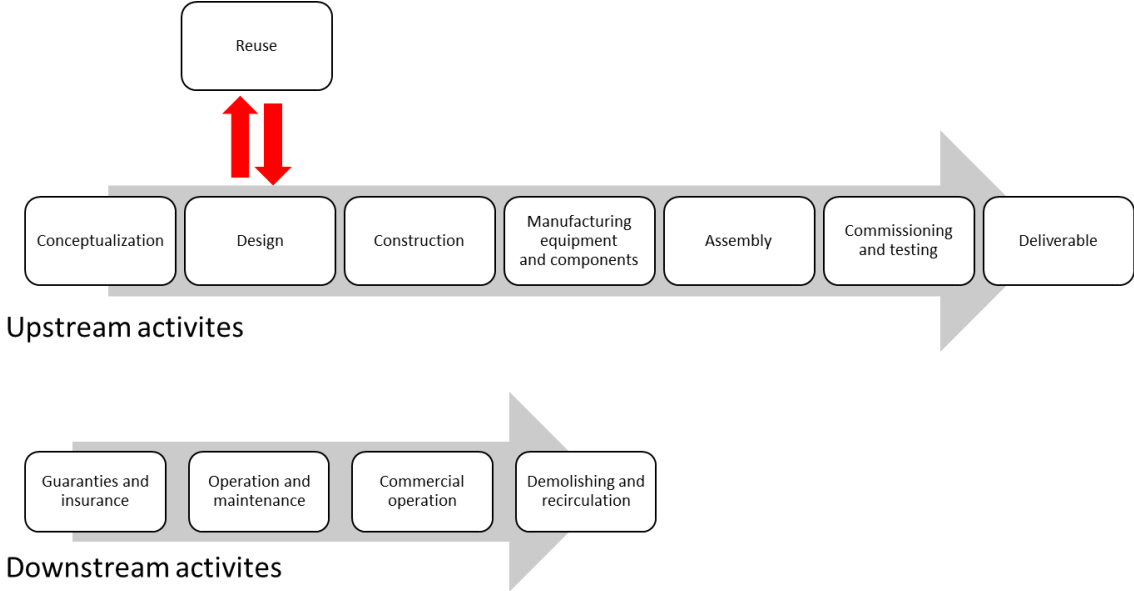 Reuse
Conceptualization
Design
Construction
Manufacturing
equipment
and components
Assembly
Commissioning
and testing
Deliverable
Upstream activites
Guaranties and
insurance
Operation and
maintenance
Commercial
operation
Demolishing and
recirculation
Downstream activites